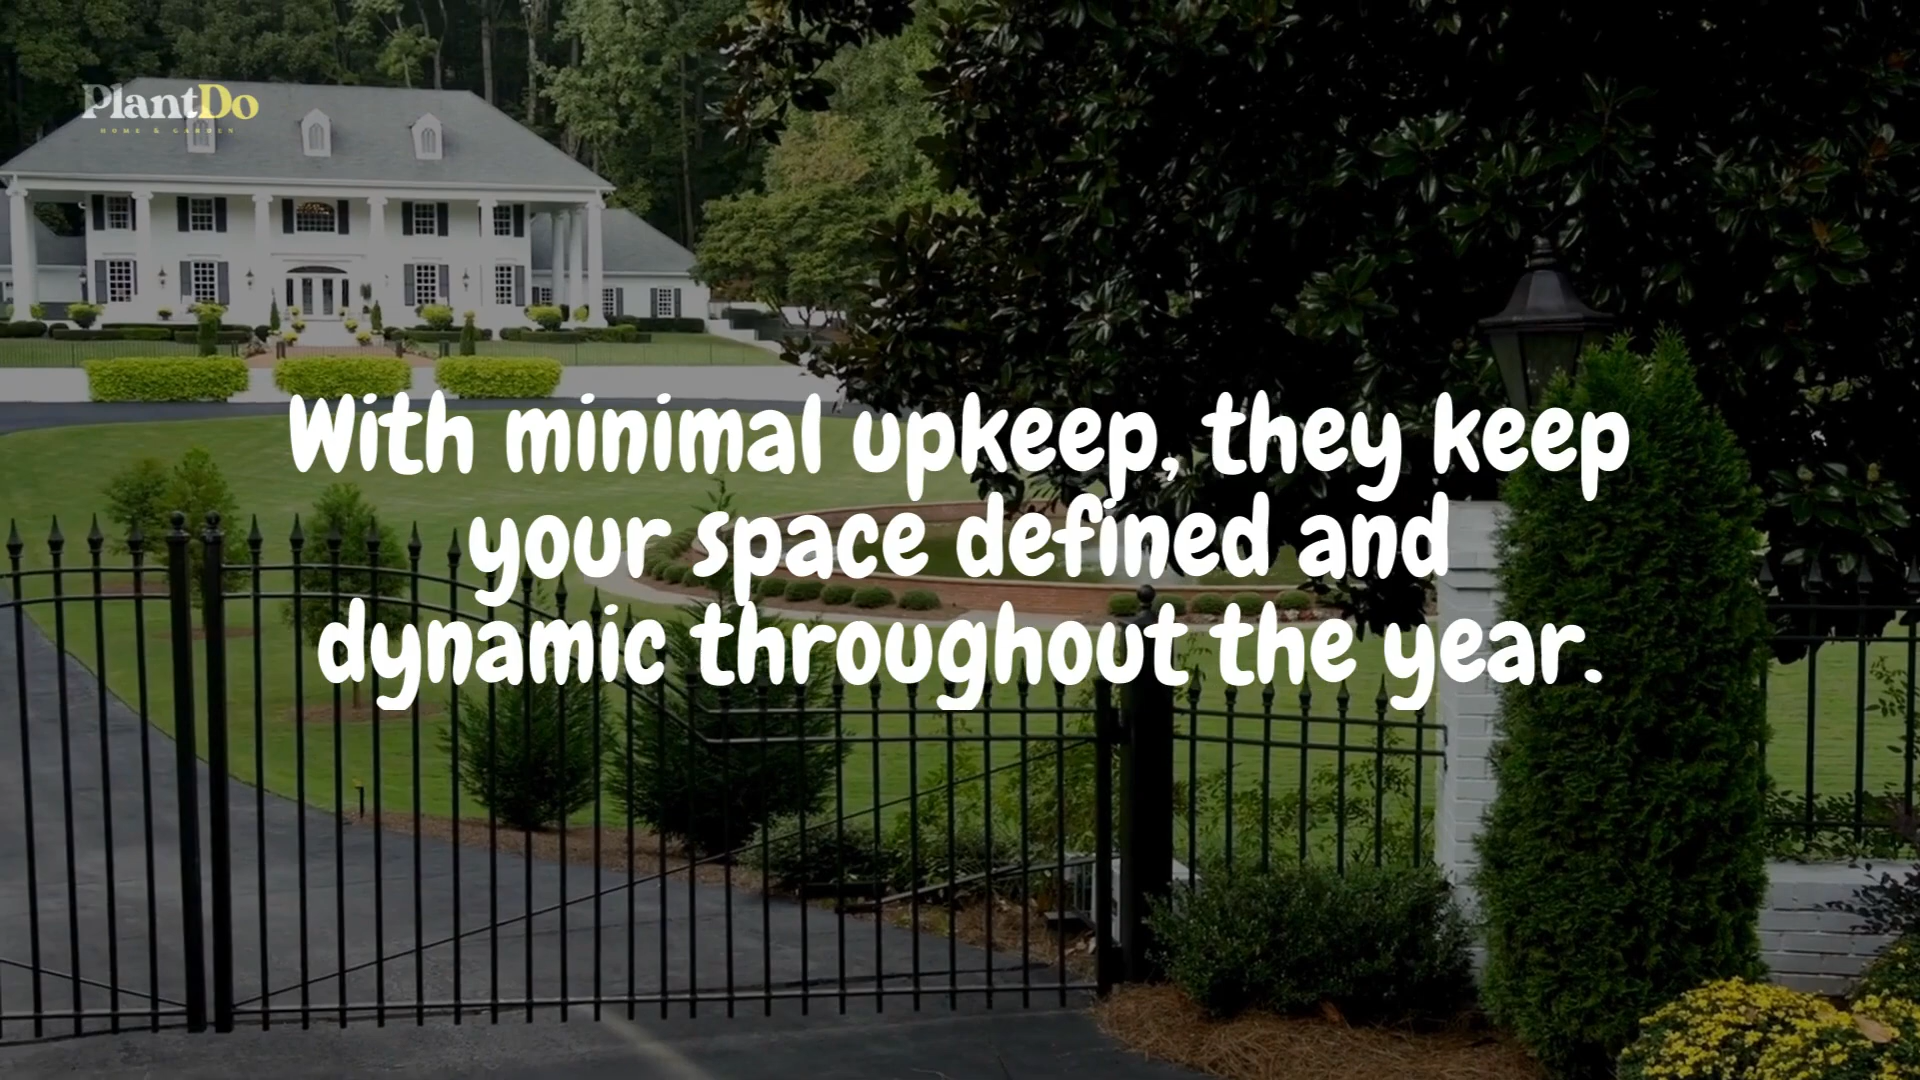 PlantDo
HOME & GARDEN
With minimal upkeep, they keep
your space defined and
dynamic throughout the year.